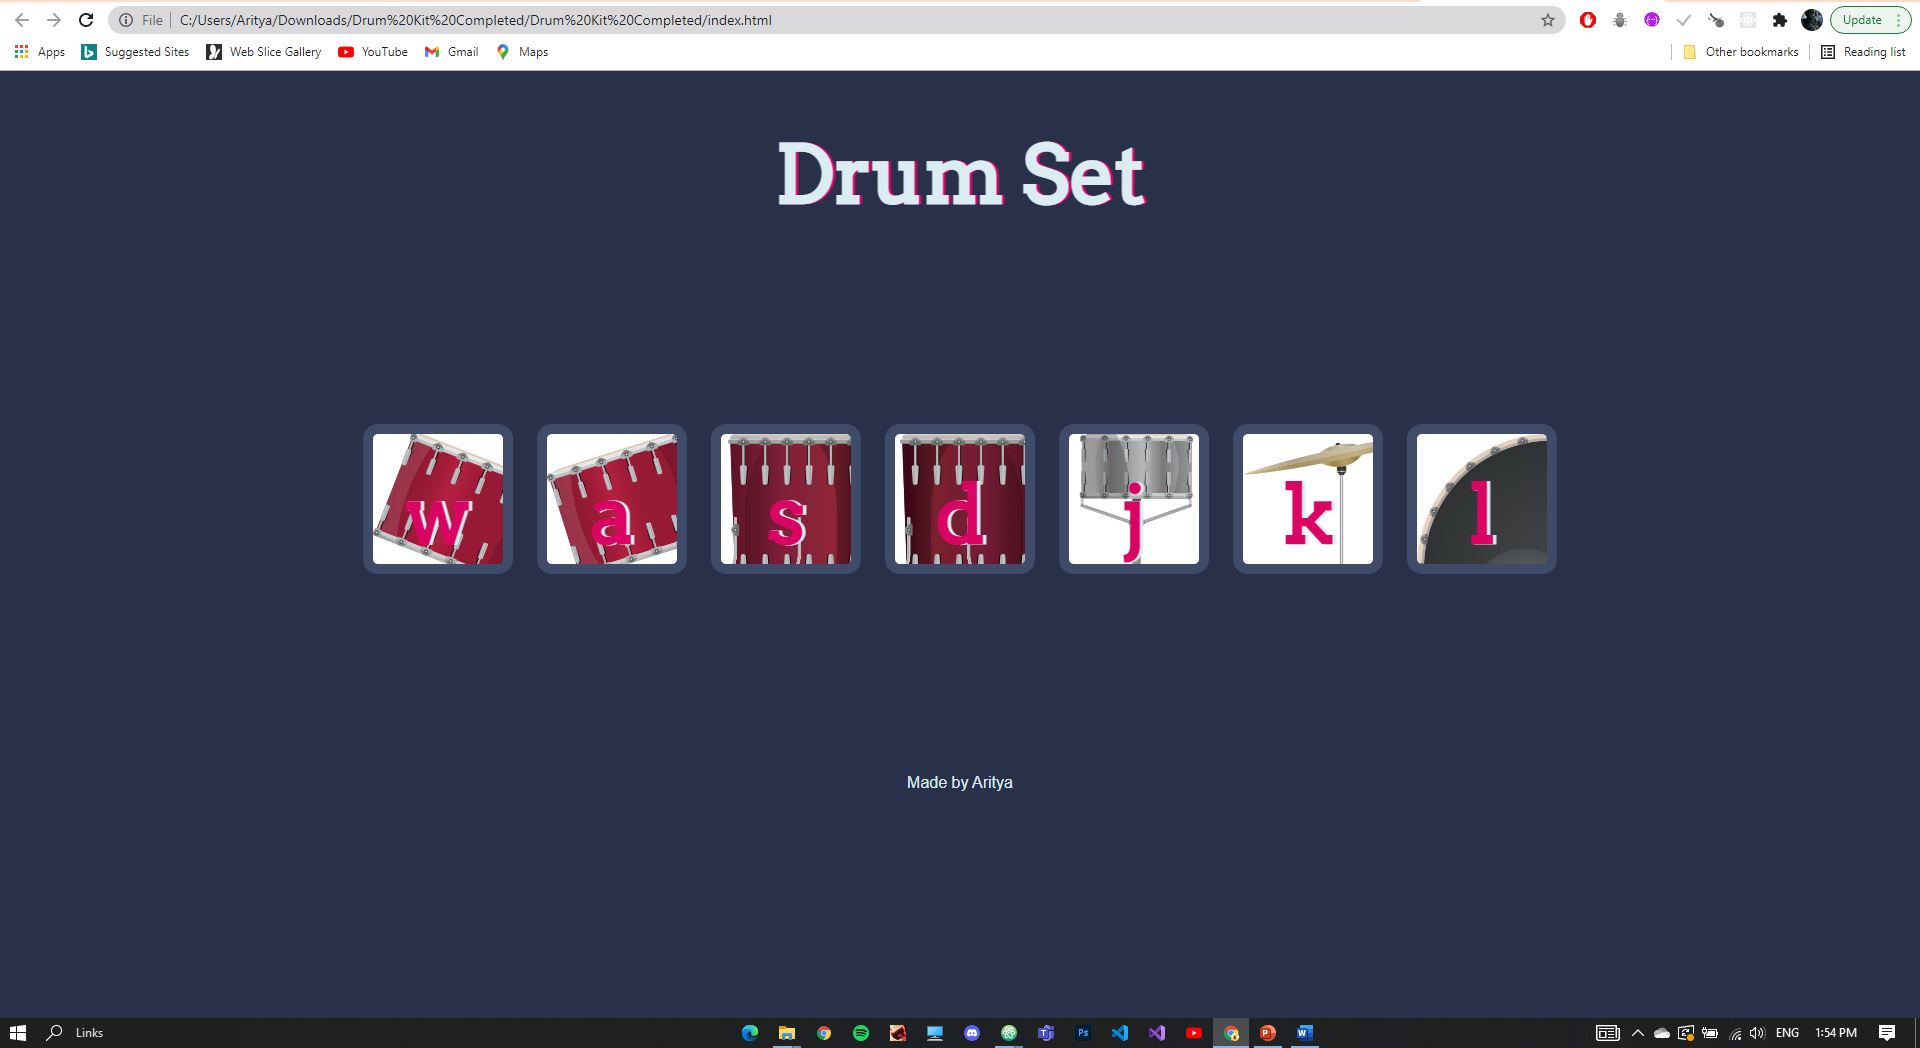 File C:/Users/Aritya/Downloads/Drum%20Kit%20Completed/Drum%20Kit%20Completed/index.html Update
Apps Suggested Sites Web Slice Gallery YouTube Gmail Maps Other bookmarks Reading list
Drum Set
w a s d j k l
Made by Aritya
Links Ps ENG 1:54 PM